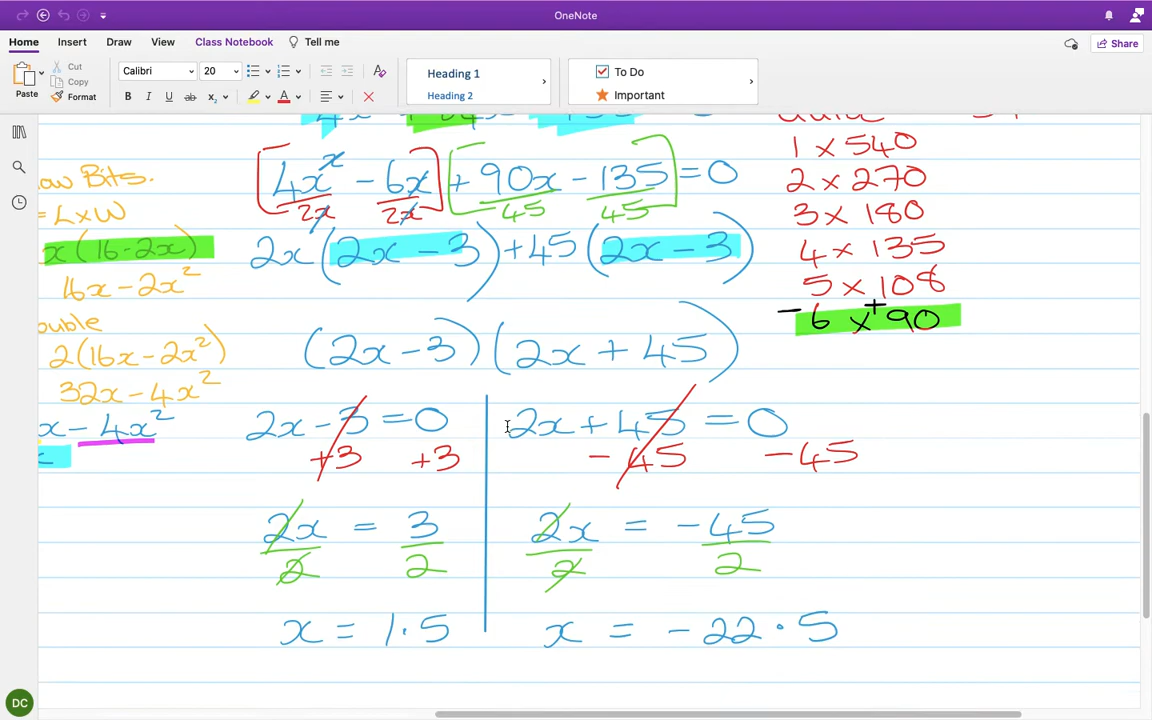 OneNote
Home Insert Draw View Class Notebook Tell me Share
Paste Cut Copy Format
Calibri 20 B I U ab x₂ A
Heading 1
Heading 2
To Do
Important
4x² - 6x + 90x - 135 = 0
2x 2x 45 45
2x (2x - 3) + 45 (2x - 3)
(2x - 3) (2x + 45)
2x - 3 = 0
+3 +3
2x = 3
2 2
x = 1.5
2x + 45 = 0
- 45 - 45
2x = - 45
2 2
x = - 22.5
1 x 540
2 x 270
3 x 180
4 x 135
5 x 108
- 6 x + 90
Bits.
= L x W
x (16 - 2x)
16x - 2x²
2(16x - 2x²)
32x - 4x²
x - 4x²
DC